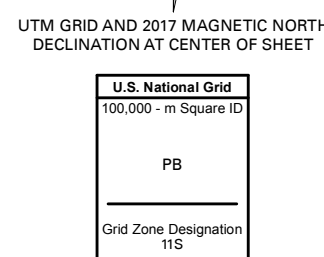 UTM GRID AND 2017 MAGNETIC NORTH
DECLINATION AT CENTER OF SHEET
U.S. National Grid
100,000 - m Square ID
PB
Grid Zone Designation
11S